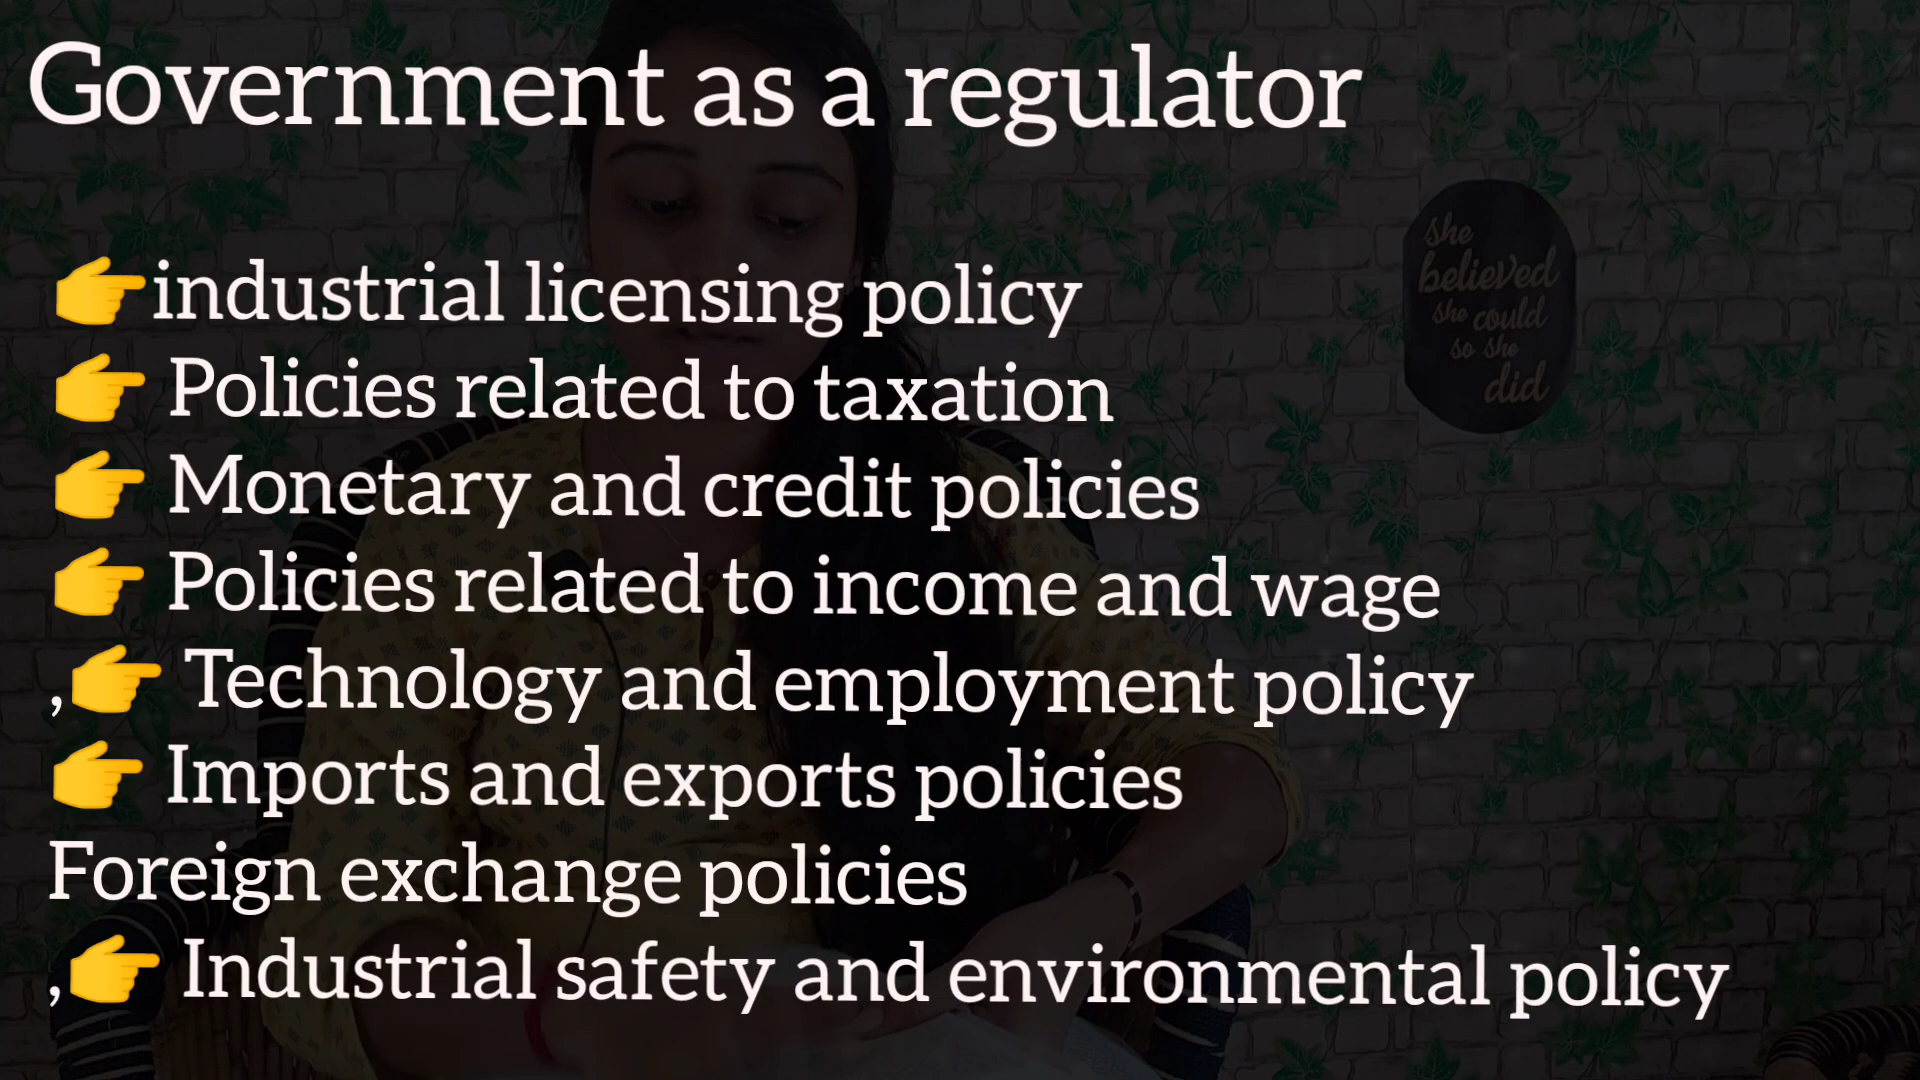 Government as a regulator
👉industrial licensing policy
👉 Policies related to taxation
👉 Monetary and credit policies
👉 Policies related to income and wage
,👉 Technology and employment policy
👉 Imports and exports policies
Foreign exchange policies
,👉 Industrial safety and environmental policy
she
believed
she could
so she
did